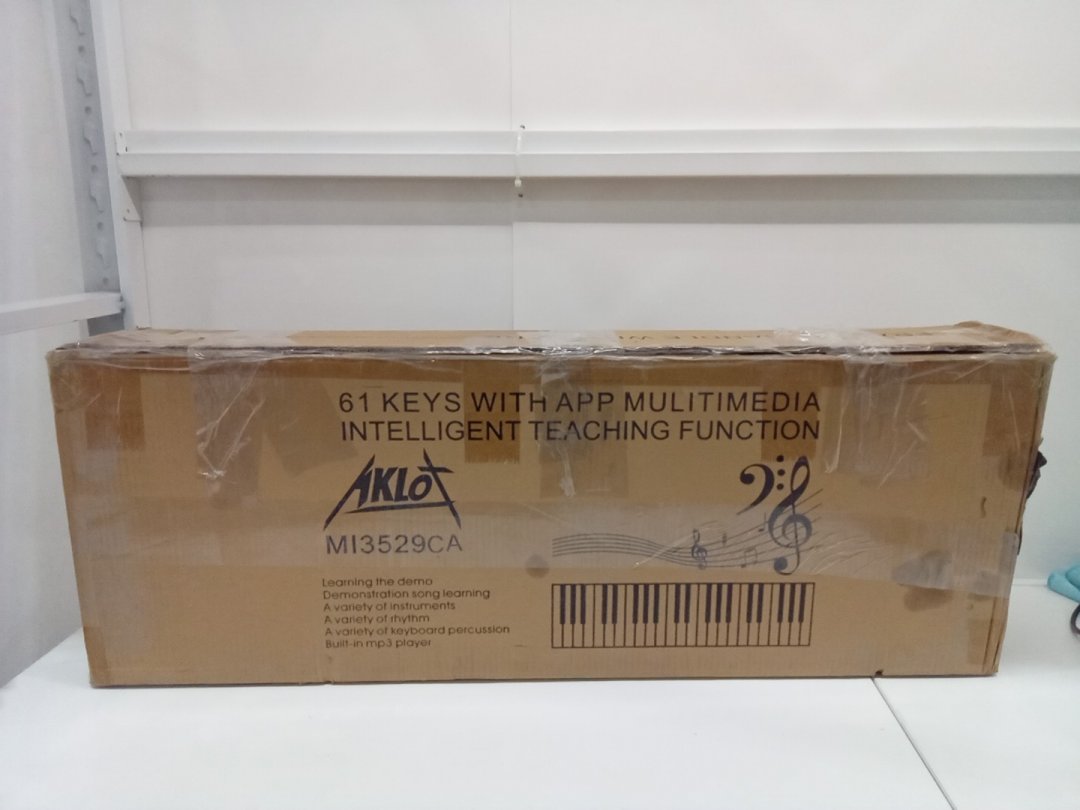 61 KEYS WITH APP MULITIMEDIA
INTELLIGENT TEACHING FUNCTION
AKLOT
MI3529CA
Learning the demo
Demonstration song learning
A variety of instruments
A variety of rhythm
A variety of keyboard percussion
Built-in mp3 player